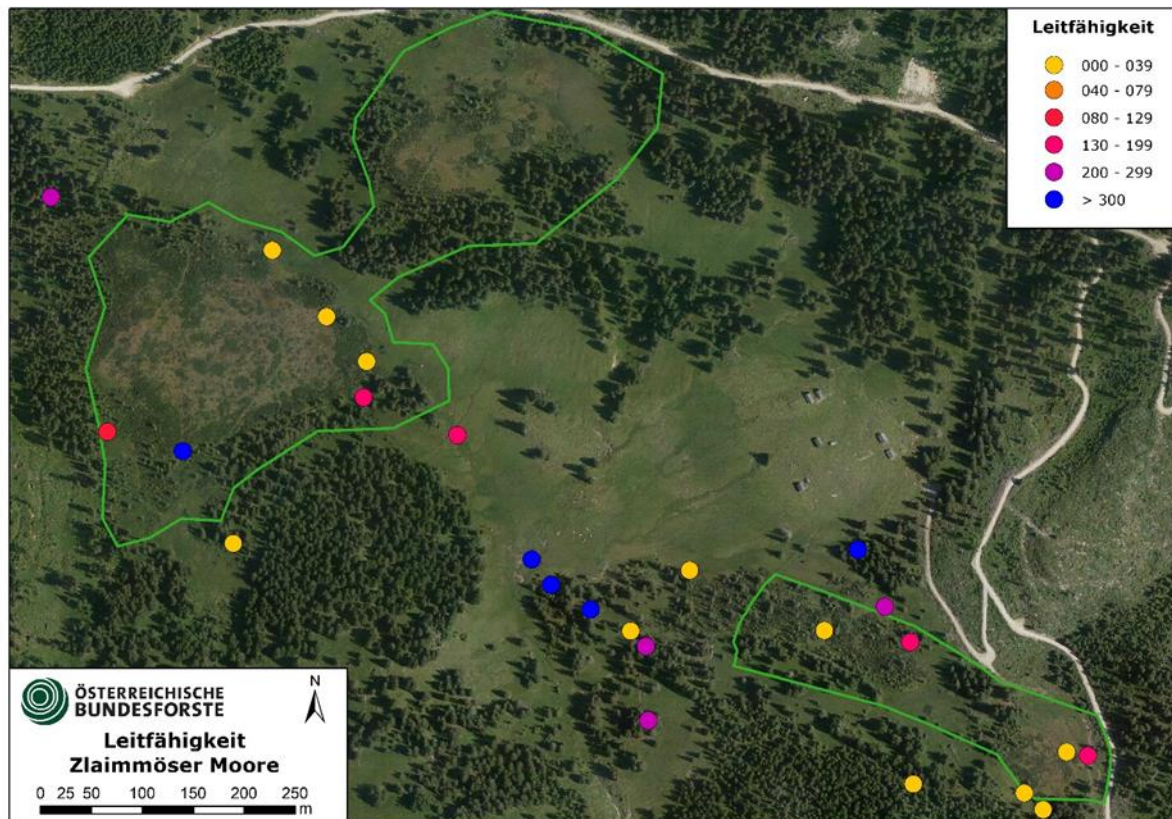 Leitfähigkeit
000 - 039
040 - 079
080 - 129
130 - 199
200 - 299
> 300
ÖSTERREICHISCHE
BUNDESFORSTE
N
Leitfähigkeit
Zlaimmöser Moore
0 25 50 100 150 200 250
m